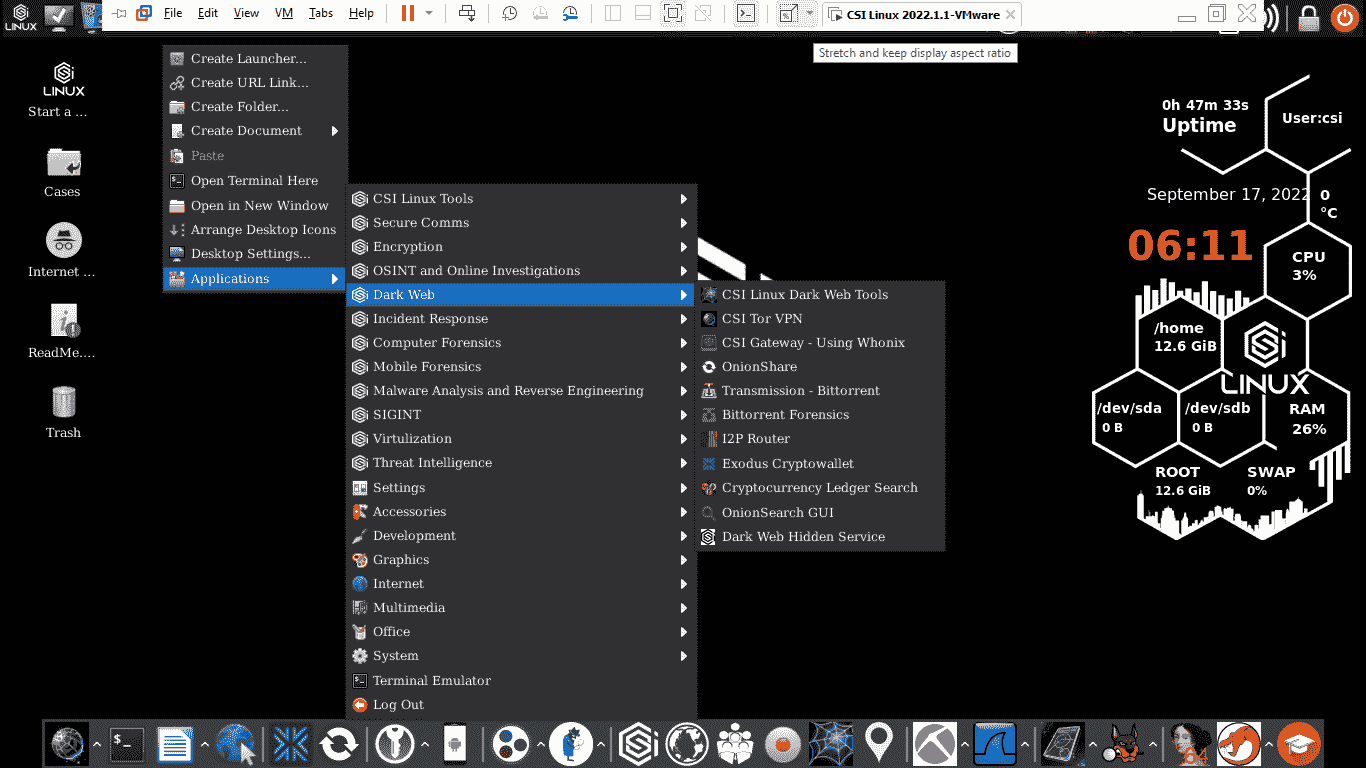 File Edit View VM Tabs Help
CSI Linux 2022.1.1-VMware
LINUX
Stretch and keep display aspect ratio
LINUX
Start a ...
Cases
Internet ...
ReadMe....
Trash
Create Launcher...
Create URL Link...
Create Folder...
Create Document
Paste
Open Terminal Here
Open in New Window
Arrange Desktop Icons
Desktop Settings...
Applications
CSI Linux Tools
Secure Comms
Encryption
OSINT and Online Investigations
Dark Web
Incident Response
Computer Forensics
Mobile Forensics
Malware Analysis and Reverse Engineering
SIGINT
Virtulization
Threat Intelligence
Settings
Accessories
Development
Graphics
Internet
Multimedia
Office
System
Terminal Emulator
Log Out
CSI Linux Dark Web Tools
CSI Tor VPN
CSI Gateway - Using Whonix
OnionShare
Transmission - Bittorrent
Bittorrent Forensics
I2P Router
Exodus Cryptowallet
Cryptocurrency Ledger Search
OnionSearch GUI
Dark Web Hidden Service
0h 47m 33s
Uptime
User:csi
September 17, 2022
0
°C
06:11
CPU
3%
/home
12.6 GiB
LINUX
/dev/sda
0 B
/dev/sdb
0 B
RAM
26%
ROOT
12.6 GiB
SWAP
0%
64